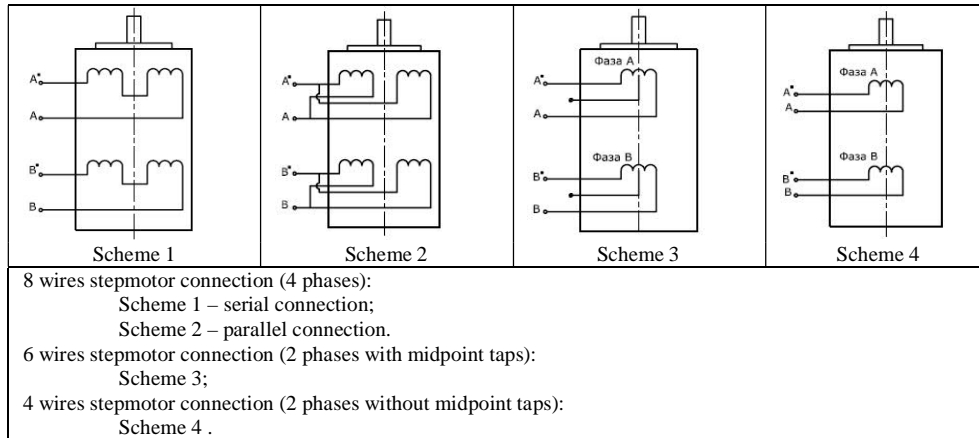 A*
A
B*
B
Scheme 1
A*
A
B*
B
Scheme 2
Фаза А
A*
A
Фаза В
B*
B
Scheme 3
Фаза А
A*
A
Фаза В
B*
B
Scheme 4
8 wires stepmotor connection (4 phases):
Scheme 1 – serial connection;
Scheme 2 – parallel connection.
6 wires stepmotor connection (2 phases with midpoint taps):
Scheme 3;
4 wires stepmotor connection (2 phases without midpoint taps):
Scheme 4 .